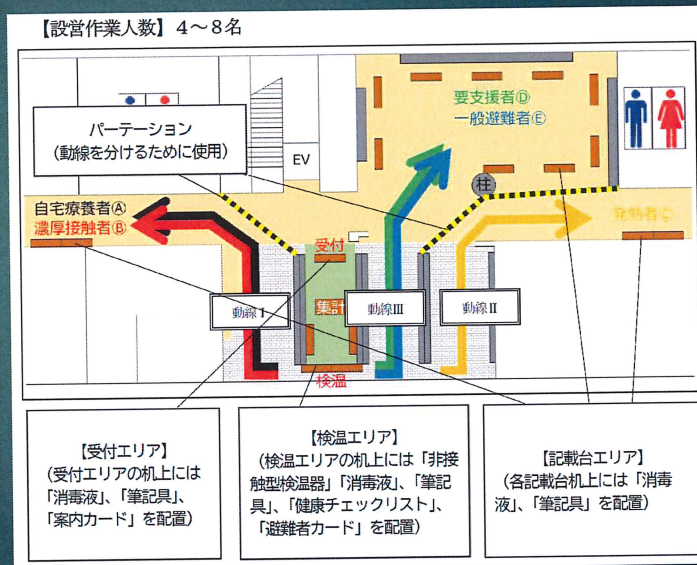 【設営作業人数】4～8名
パーテーション
（動線を分けるために使用）
EV
要支援者Ⓓ
一般避難者Ⓔ
柱
自宅療養者Ⓐ
濃厚接触者Ⓑ
発熱者Ⓒ
受付
集計
検温
動線Ⅰ
動線Ⅲ
動線Ⅱ
【受付エリア】
（受付エリアの机上には
「消毒液」、「筆記具」、
「案内カード」を配置）
【検温エリア】
（検温エリアの机上には「非接
触型検温器」「消毒液」、「筆記
具」、「健康チェックリスト」、
「避難者カード」を配置）
【記載台エリア】
（各記載台机上には「消毒
液」、「筆記具」を配置）